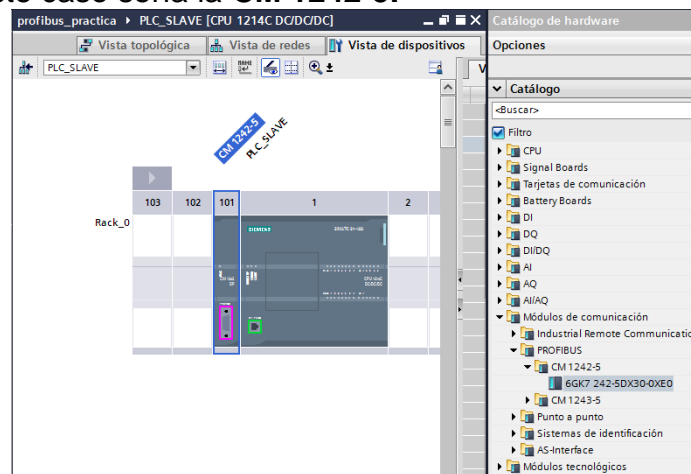 profibus_practica ▸ PLC_SLAVE [CPU 1214C DC/DC/DC]
Catálogo de hardware
Vista topológica
Vista de redes
Vista de dispositivos
Opciones
PLC_SLAVE
V
Catálogo
<Buscar>
Filtro
CPU
Signal Boards
Tarjetas de comunicación
Battery Boards
DI
DQ
DI/DQ
AI
AQ
AI/AQ
Módulos de comunicación
Industrial Remote Communicatio
PROFIBUS
CM 1242-5
6GK7 242-5DX30-0XE0
CM 1243-5
Punto a punto
Sistemas de identificación
AS-Interface
Módulos tecnológicos
CM 1242-5
PLC_SLAVE
103
102
101
1
2
Rack_0
SIEMENS